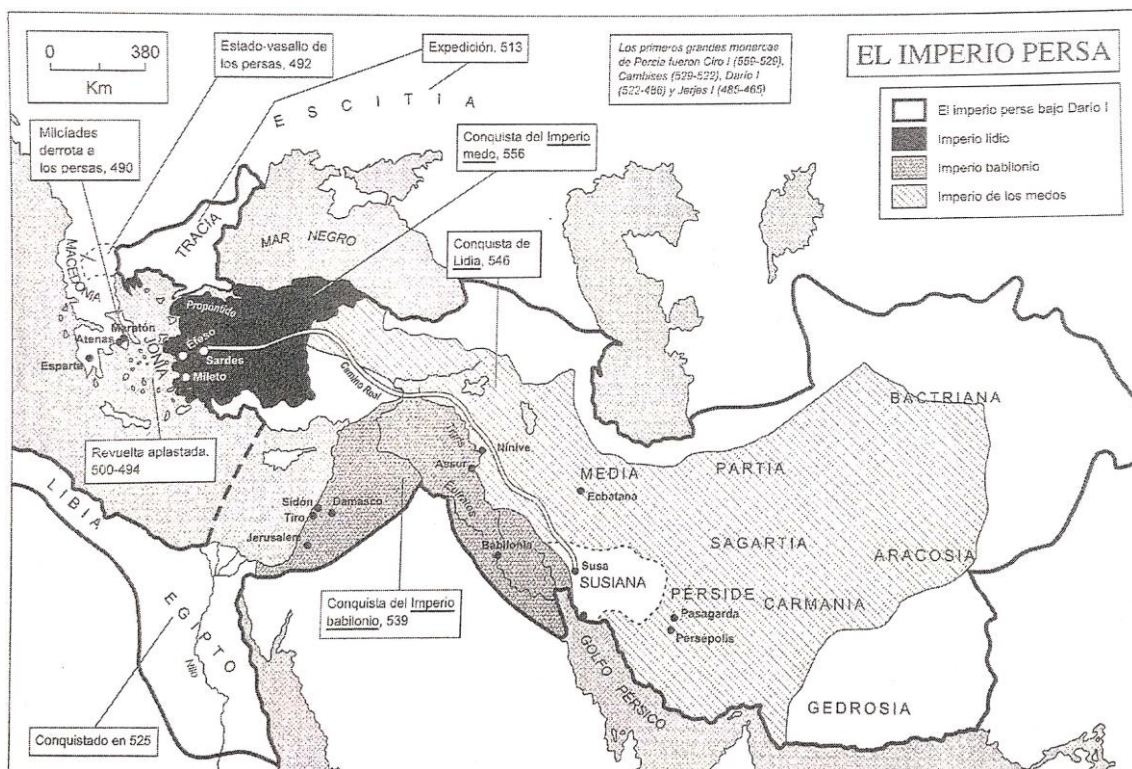 0 380
Km
Estado-vasallo de
los persas, 492
Expedición, 513
Los primeros grandes monarcas
de Persia fueron Ciro I (559-529),
Cambises (529-522), Darío I
(522-486) y Jerjes I (485-465)
EL IMPERIO PERSA
El imperio persa bajo Darío I
Imperio lidio
Imperio babilonio
Imperio de los medos
ESCITIA
Milcíades
derrota a
los persas, 490
Conquista del Imperio
medo, 556
TRACIA
MAR NEGRO
Conquista de
Lidia, 546
MACEDONIA
Propóntide
Maratón
Atenas
Esparta
JONIA
Éfeso
Sardes
Mileto
Camino Real
BACTRIANA
Revuelta aplastada,
500-494
Tigris
Nínive
Assur
MEDIA
PARTIA
Ecbatana
LIBIA
Sidón
Damasco
Tiro
Éufrates
Jerusalem
Babilonia
SAGARTIA
ARACOSIA
Susa
SUSIANA
EGIPTO
Conquista del Imperio
babilonio, 539
PÉRSIDE
CARMANIA
Pasagarda
Persépolis
Nilo
GOLFO PÉRSICO
GEDROSIA
Conquistado en 525